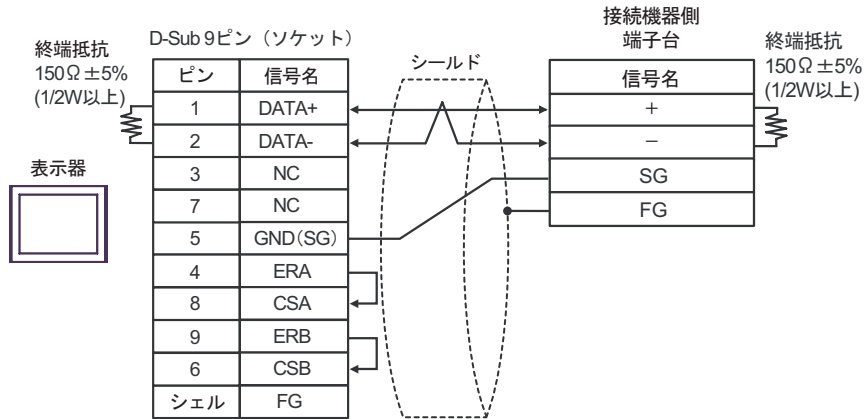 終端抵抗
150Ω±5%
(1/2W以上)
D-Sub 9ピン（ソケット）
ピン 信号名
1 DATA+
2 DATA-
3 NC
7 NC
5 GND(SG)
4 ERA
8 CSA
9 ERB
6 CSB
シェル FG
表示器
シールド
接続機器側
端子台
信号名
+
−
SG
FG
終端抵抗
150Ω±5%
(1/2W以上)